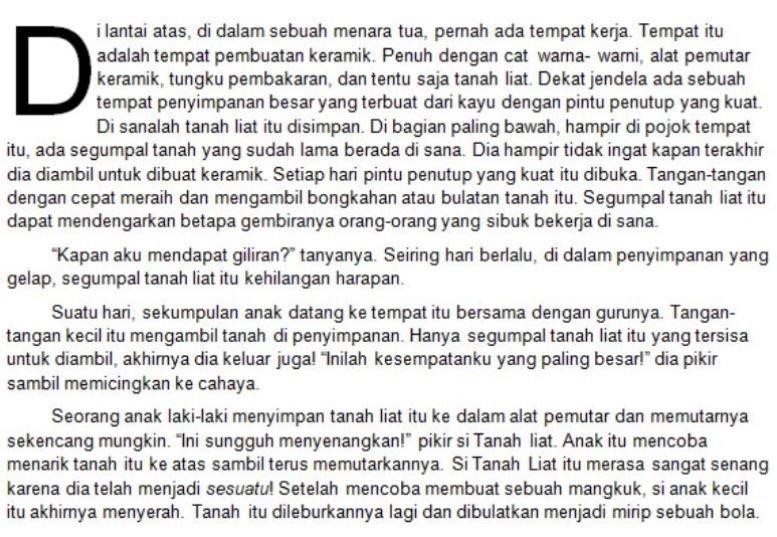 Di lantai atas, di dalam sebuah menara tua, pernah ada tempat kerja. Tempat itu
adalah tempat pembuatan keramik. Penuh dengan cat warna- warni, alat pemutar
keramik, tungku pembakaran, dan tentu saja tanah liat. Dekat jendela ada sebuah
tempat penyimpanan besar yang terbuat dari kayu dengan pintu penutup yang kuat.
Di sanalah tanah liat itu disimpan. Di bagian paling bawah, hampir di pojok tempat
itu, ada segumpal tanah yang sudah lama berada di sana. Dia hampir tidak ingat kapan terakhir
dia diambil untuk dibuat keramik. Setiap hari pintu penutup yang kuat itu dibuka. Tangan-tangan
dengan cepat meraih dan mengambil bongkahan atau bulatan tanah itu. Segumpal tanah liat itu
dapat mendengarkan betapa gembiranya orang-orang yang sibuk bekerja di sana.
“Kapan aku mendapat giliran?” tanyanya. Seiring hari berlalu, di dalam penyimpanan yang
gelap, segumpal tanah liat itu kehilangan harapan.
Suatu hari, sekumpulan anak datang ke tempat itu bersama dengan gurunya. Tangan-
tangan kecil itu mengambil tanah di penyimpanan. Hanya segumpal tanah liat itu yang tersisa
untuk diambil, akhirnya dia keluar juga! “Inilah kesempatanku yang paling besar!” dia pikir
sambil memicingkan ke cahaya.
Seorang anak laki-laki menyimpan tanah liat itu ke dalam alat pemutar dan memutarnya
sekencang mungkin. “Ini sungguh menyenangkan!” pikir si Tanah liat. Anak itu mencoba
menarik tanah itu ke atas sambil terus memutarkannya. Si Tanah Liat itu merasa sangat senang
karena dia telah menjadi sesuatu! Setelah mencoba membuat sebuah mangkuk, si anak kecil
itu akhirnya menyerah. Tanah itu dileburkannya lagi dan dibulatkan menjadi mirip sebuah bola.